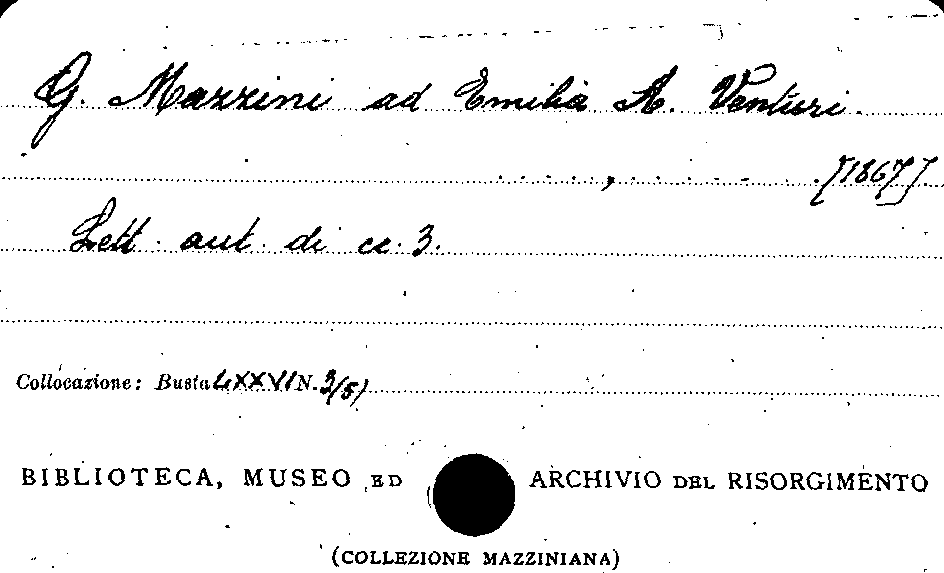 G. Mazzini ad Emilia A. Venturi.
. . . . . , . . . . . . [1867].
Lett. aut. di cc. 3.
Collocazione: Busta LXXVI N. 3/51
BIBLIOTECA, MUSEO ED ARCHIVIO DEL RISORGIMENTO
(COLLEZIONE MAZZINIANA)